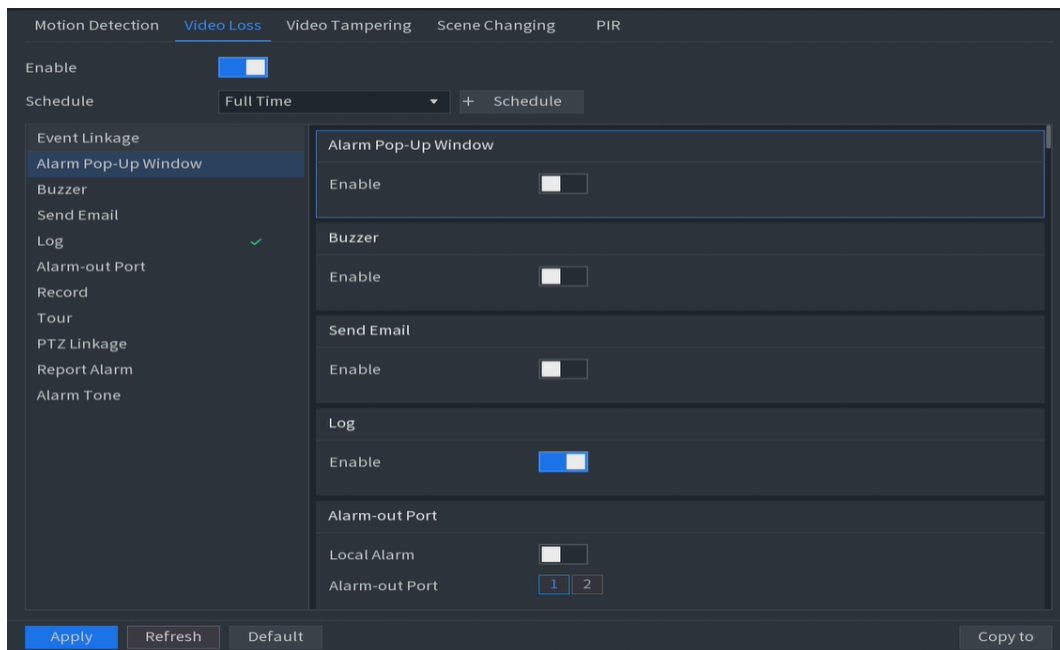 Motion Detection Video Loss Video Tampering Scene Changing PIR
Enable
Schedule Full Time + Schedule
Event Linkage
Alarm Pop-Up Window
Buzzer
Send Email
Log
Alarm-out Port
Record
Tour
PTZ Linkage
Report Alarm
Alarm Tone
Alarm Pop-Up Window
Enable
Buzzer
Enable
Send Email
Enable
Log
Enable
Alarm-out Port
Local Alarm
Alarm-out Port 1 2
Apply Refresh Default Copy to